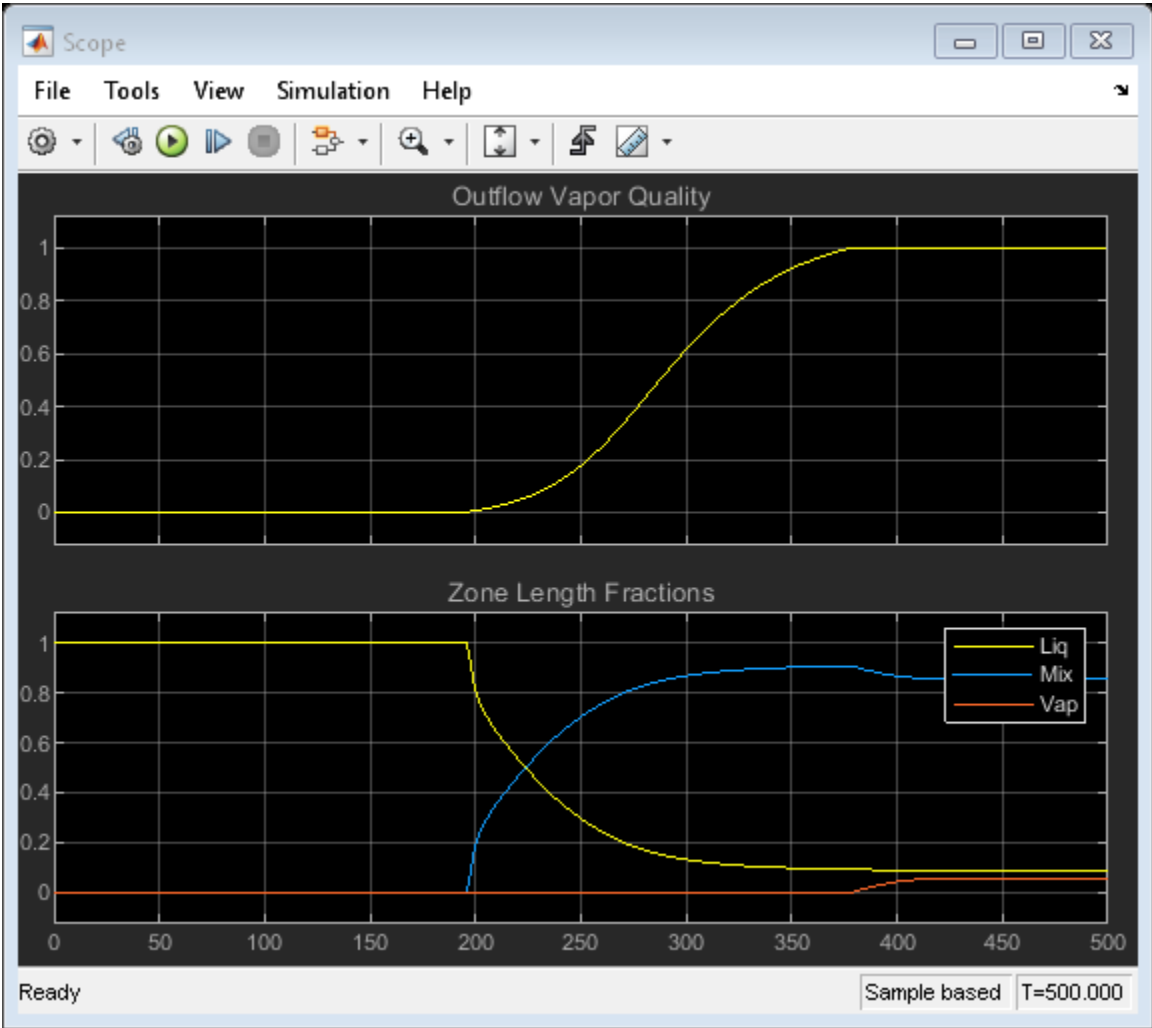 Scope
File Tools View Simulation Help
Outflow Vapor Quality
1
0.8
0.6
0.4
0.2
0
Zone Length Fractions
1
0.8
0.6
0.4
0.2
0
Liq
Mix
Vap
0 50 100 150 200 250 300 350 400 450 500
Ready Sample based T=500.000